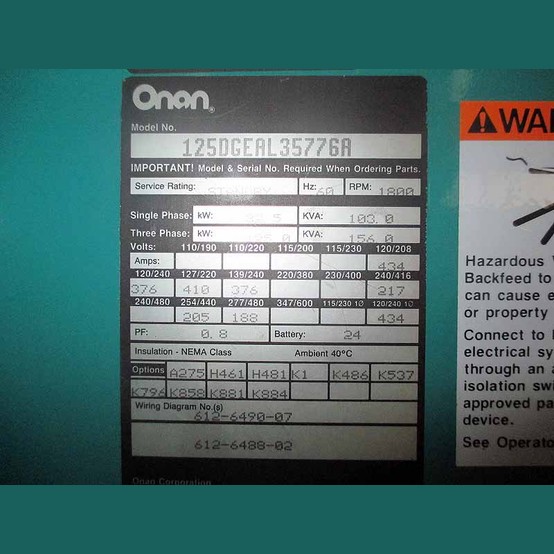 Onan®
Model No.
125DGEAL35776A
IMPORTANT! Model & Serial No. Required When Ordering Parts.
Service Rating: STANDBY Hz: 60 RPM: 1800
Single Phase: kW: KVA: 103.0
Three Phase: kW: KVA: 156.0
Volts: 110/190 110/220 115/200 115/230 120/208
Amps: 434
120/240 127/220 139/240 220/380 230/400 240/416
376 410 376 217
240/480 254/440 277/480 347/600 115/230 1Ø 120/240 1Ø
205 188 434
PF: 0.8 Battery: 24
Insulation - NEMA Class Ambient 40°C
Options A275 H461 H481 K1 K486 K537
K796 K858 K881 K884
Wiring Diagram No.(s)
612-6490-07
612-6488-02
Onan Corporation
WAR
Hazardous
Backfeed to
can cause e
or property
Connect to
electrical sy
through an a
isolation swi
approved pa
device.
See Operato